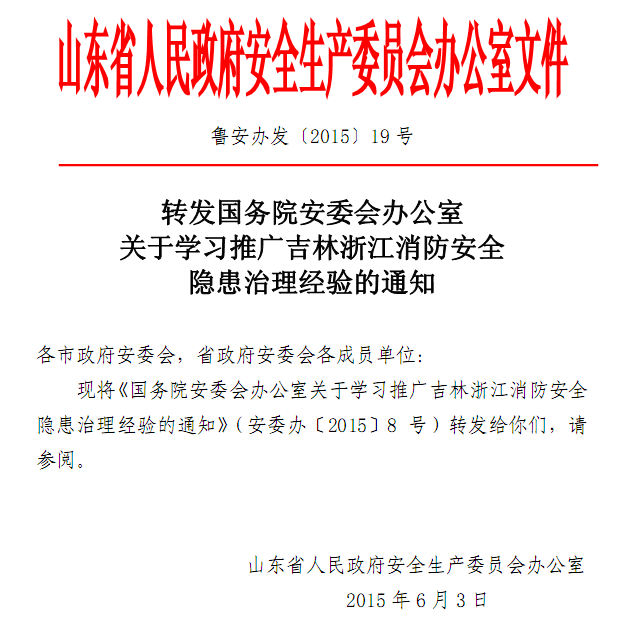 山东省人民政府安全生产委员会办公室文件
鲁安办发〔2015〕19号
转发国务院安委会办公室
关于学习推广吉林浙江消防安全
隐患治理经验的通知
各市政府安委会，省政府安委会各成员单位：
现将《国务院安委会办公室关于学习推广吉林浙江消防安全
隐患治理经验的通知》（安委办〔2015〕8 号）转发给你们，请
参阅。
山东省人民政府安全生产委员会办公室
2015年6月3日